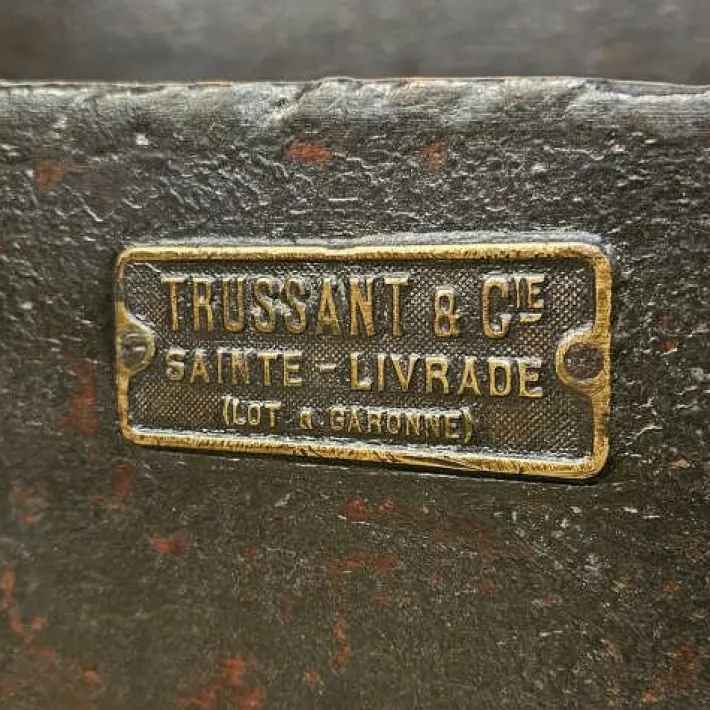 TRUSSANT & CIE
SAINTE - LIVRADE
(LOT & GARONNE)